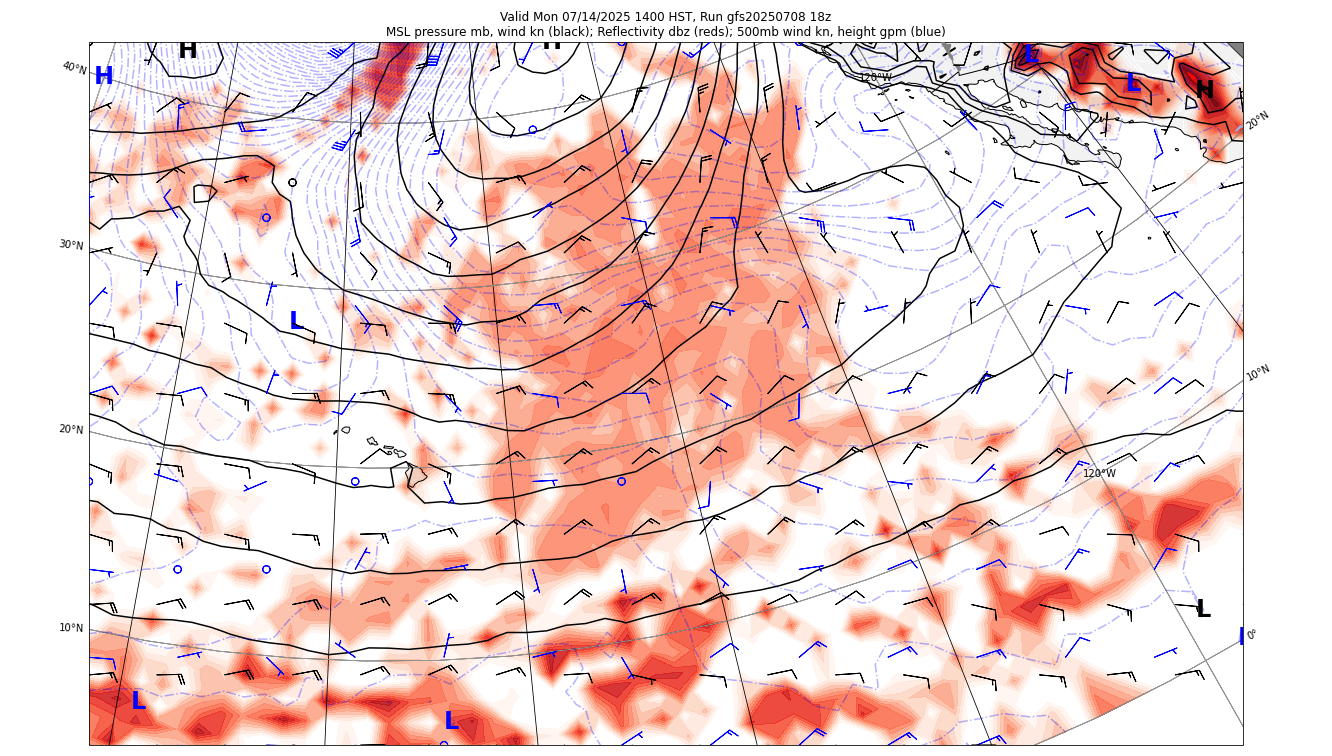 Valid Mon 07/14/2025 1400 HST, Run gfs20250708 18z
MSL pressure mb, wind kn (black); Reflectivity dbz (reds); 500mb wind kn, height gpm (blue)
H
H
L
40°N
H
120°W
L
H
20°N
30°N
L
10°N
20°N
120°W
L
10°N
0°
L
L